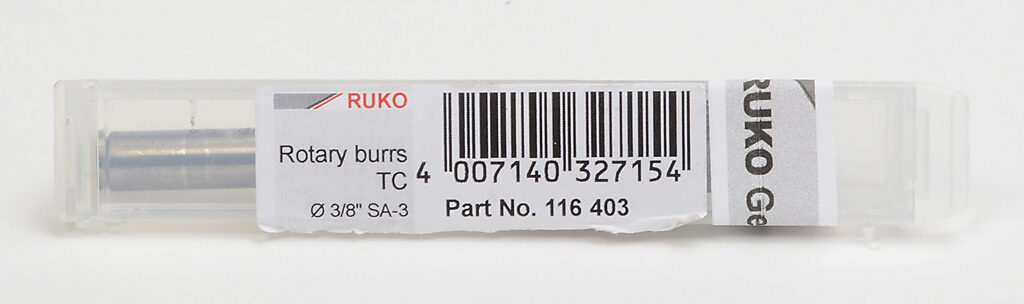 RUKO
Rotary burrs
TC
Ø 3/8" SA-3
4 007140 327154
Part No. 116 403
RUKO Ge